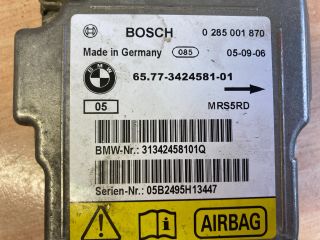 BOSCH 0 285 001 870
Made in Germany 085 05-09-06
BMW
65.77-3424581-01
05 MRS5RD
BMW-Nr.: 31342458101Q
Serien-Nr.: 05B2495H13447
AIRBAG